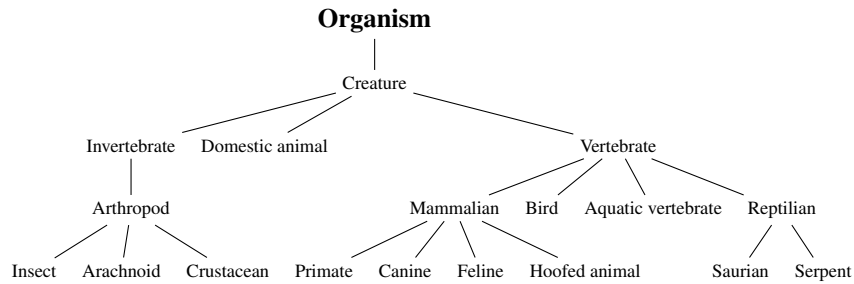 Organism
Creature
Invertebrate Domestic animal Vertebrate
Arthropod Mammalian Bird Aquatic vertebrate Reptilian
Insect Arachnoid Crustacean Primate Canine Feline Hoofed animal Saurian Serpent